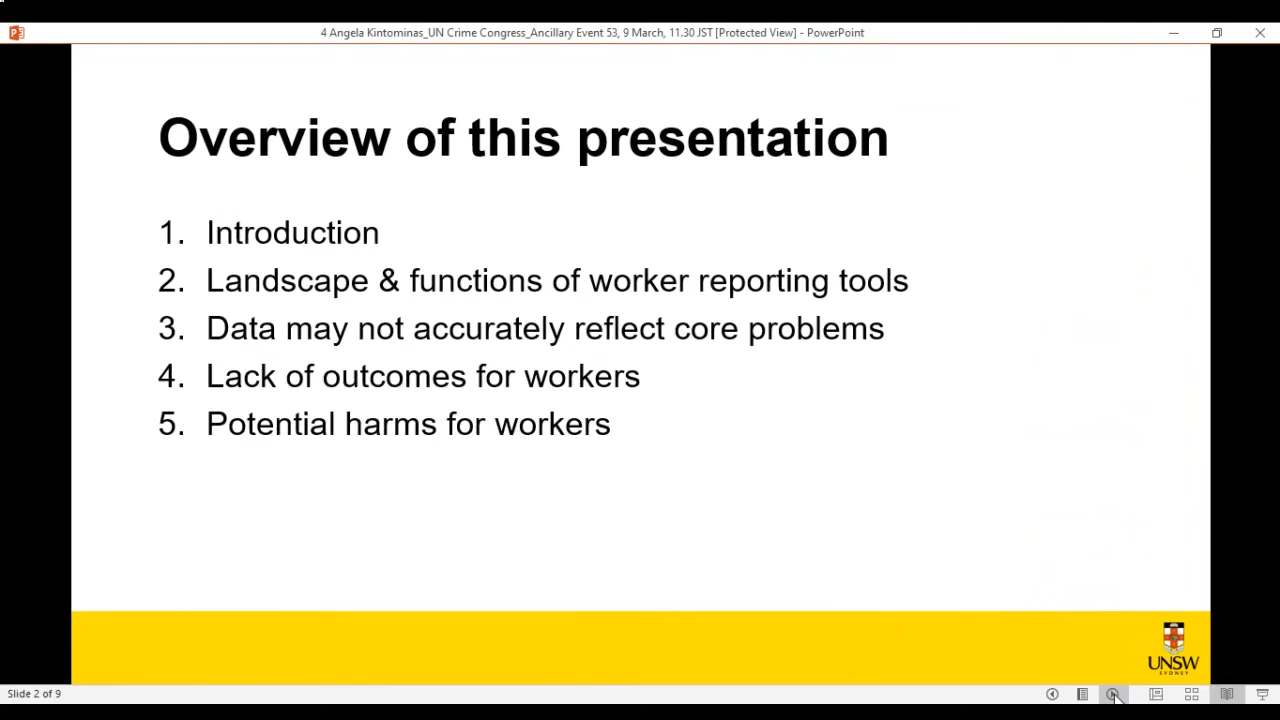 4 Angela Kintominas_UN Crime Congress_Ancillary Event 53, 9 March, 11.30 JST [Protected View] - PowerPoint
Overview of this presentation
1. Introduction
2. Landscape & functions of worker reporting tools
3. Data may not accurately reflect core problems
4. Lack of outcomes for workers
5. Potential harms for workers
UNSW
SYDNEY
Slide 2 of 9